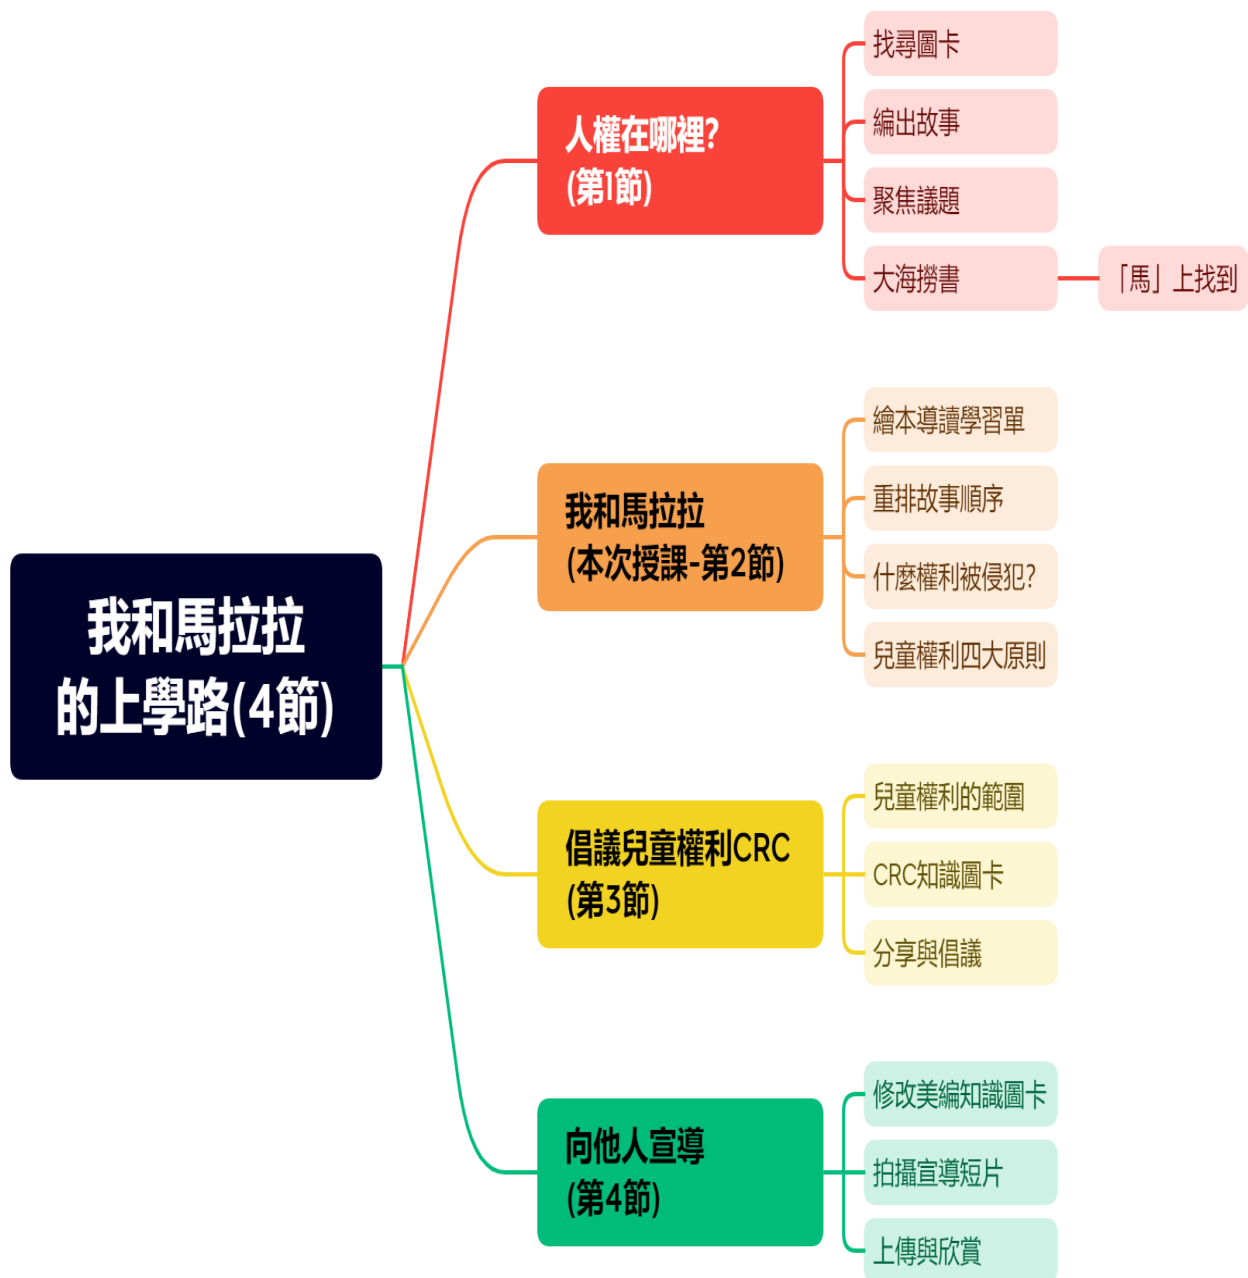 我和馬拉拉
的上學路(4節)
人權在哪裡?
(第1節)
找尋圖卡
編出故事
聚焦議題
大海撈書
「馬」上找到
我和馬拉拉
(本次授課-第2節)
繪本導讀學習單
重排故事順序
什麼權利被侵犯?
兒童權利四大原則
倡議兒童權利CRC
(第3節)
兒童權利的範圍
CRC知識圖卡
分享與倡議
向他人宣導
(第4節)
修改美編知識圖卡
拍攝宣導短片
上傳與欣賞